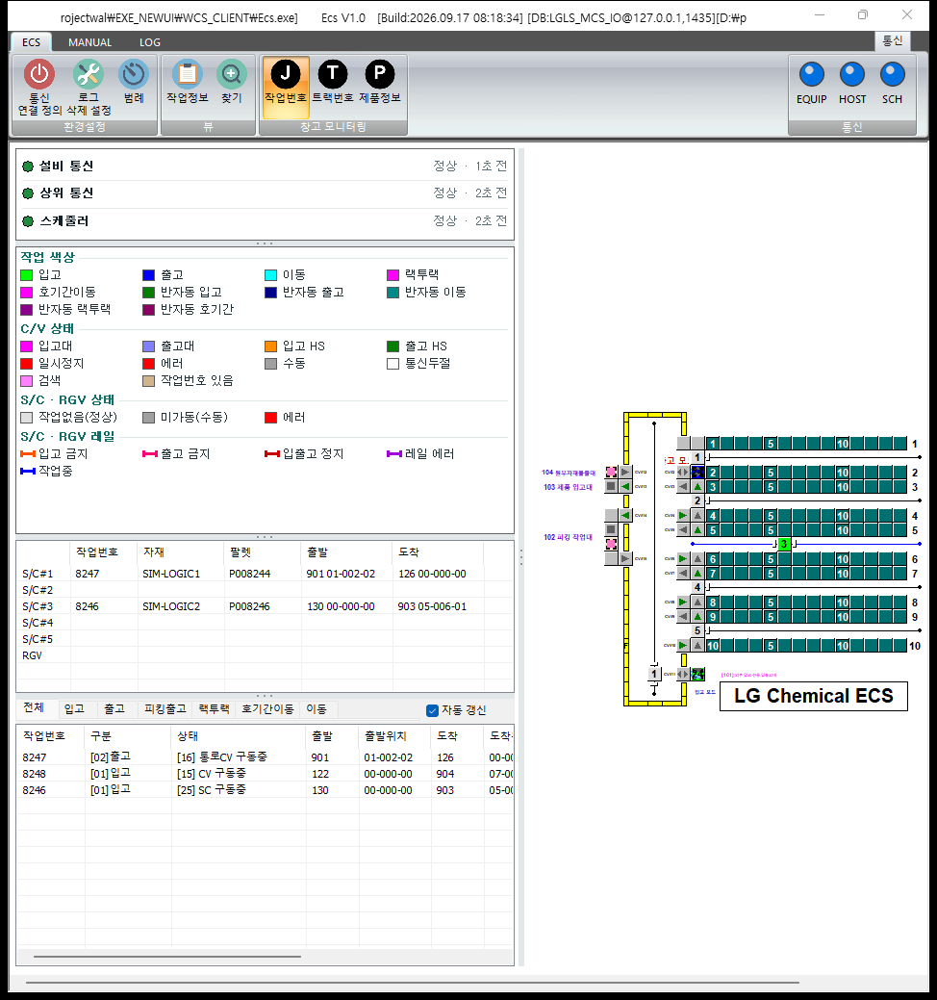 rojectwal₩EXE_NEWUI₩WCS_CLIENT₩Ecs.exe] Ecs V1.0 [Build:2026.09.17 08:18:34] [DB:LGLS_MCS_IO@127.0.0.1,1435][D:₩p
ECS MANUAL LOG 통신
통신 연결 정의 로그 삭제 설정 범례 작업정보 찾기 작업번호 트랙번호 제품정보 EQUIP HOST SCH
J T P
환경설정 뷰 창고 모니터링 통신
설비 통신 정상 · 1초 전
상위 통신 정상 · 2초 전
스케줄러 정상 · 2초 전
작업 색상
입고 출고 이동 랙투랙
호기간이동 반자동 입고 반자동 출고 반자동 이동
반자동 랙투랙 반자동 호기간
C/V 상태
입고대 출고대 입고 HS 출고 HS
일시정지 에러 수동 통신두절
검색 작업번호 있음
S/C · RGV 상태
작업없음(정상) 미가동(수동) 에러
S/C · RGV 레일
입고 금지 출고 금지 입출고 정지 레일 에러
작업중
작업번호 자재 팔렛 출발 도착
S/C#1 8247 SIM-LOGIC1 P008244 901 01-002-02 126 00-000-00
S/C#2
S/C#3 8246 SIM-LOGIC2 P008246 130 00-000-00 903 05-006-01
S/C#4
S/C#5
RGV
전체 입고 출고 피킹출고 랙투랙 호기간이동 이동 자동 갱신
작업번호 구분 상태 출발 출발위치 도착
8247 [02]출고 [16] 통로CV 구동중 901 01-002-02 126 00-0
8248 [01]입고 [15] CV 구동중 122 00-000-00 904 07-0
8246 [01]입고 [25] SC 구동중 130 00-000-00 903 05-0
1 5 10 1
1
104 2 5 10 2
103 제품 입고대 3 5 10 3
2
4 5 10 4
102 피킹 작업대 5 5 10 5
3
6 5 10 6
7 5 10 7
4
8 5 10 8
9 5 10 9
5
10 5 10 10
1
입고 모드
LG Chemical ECS